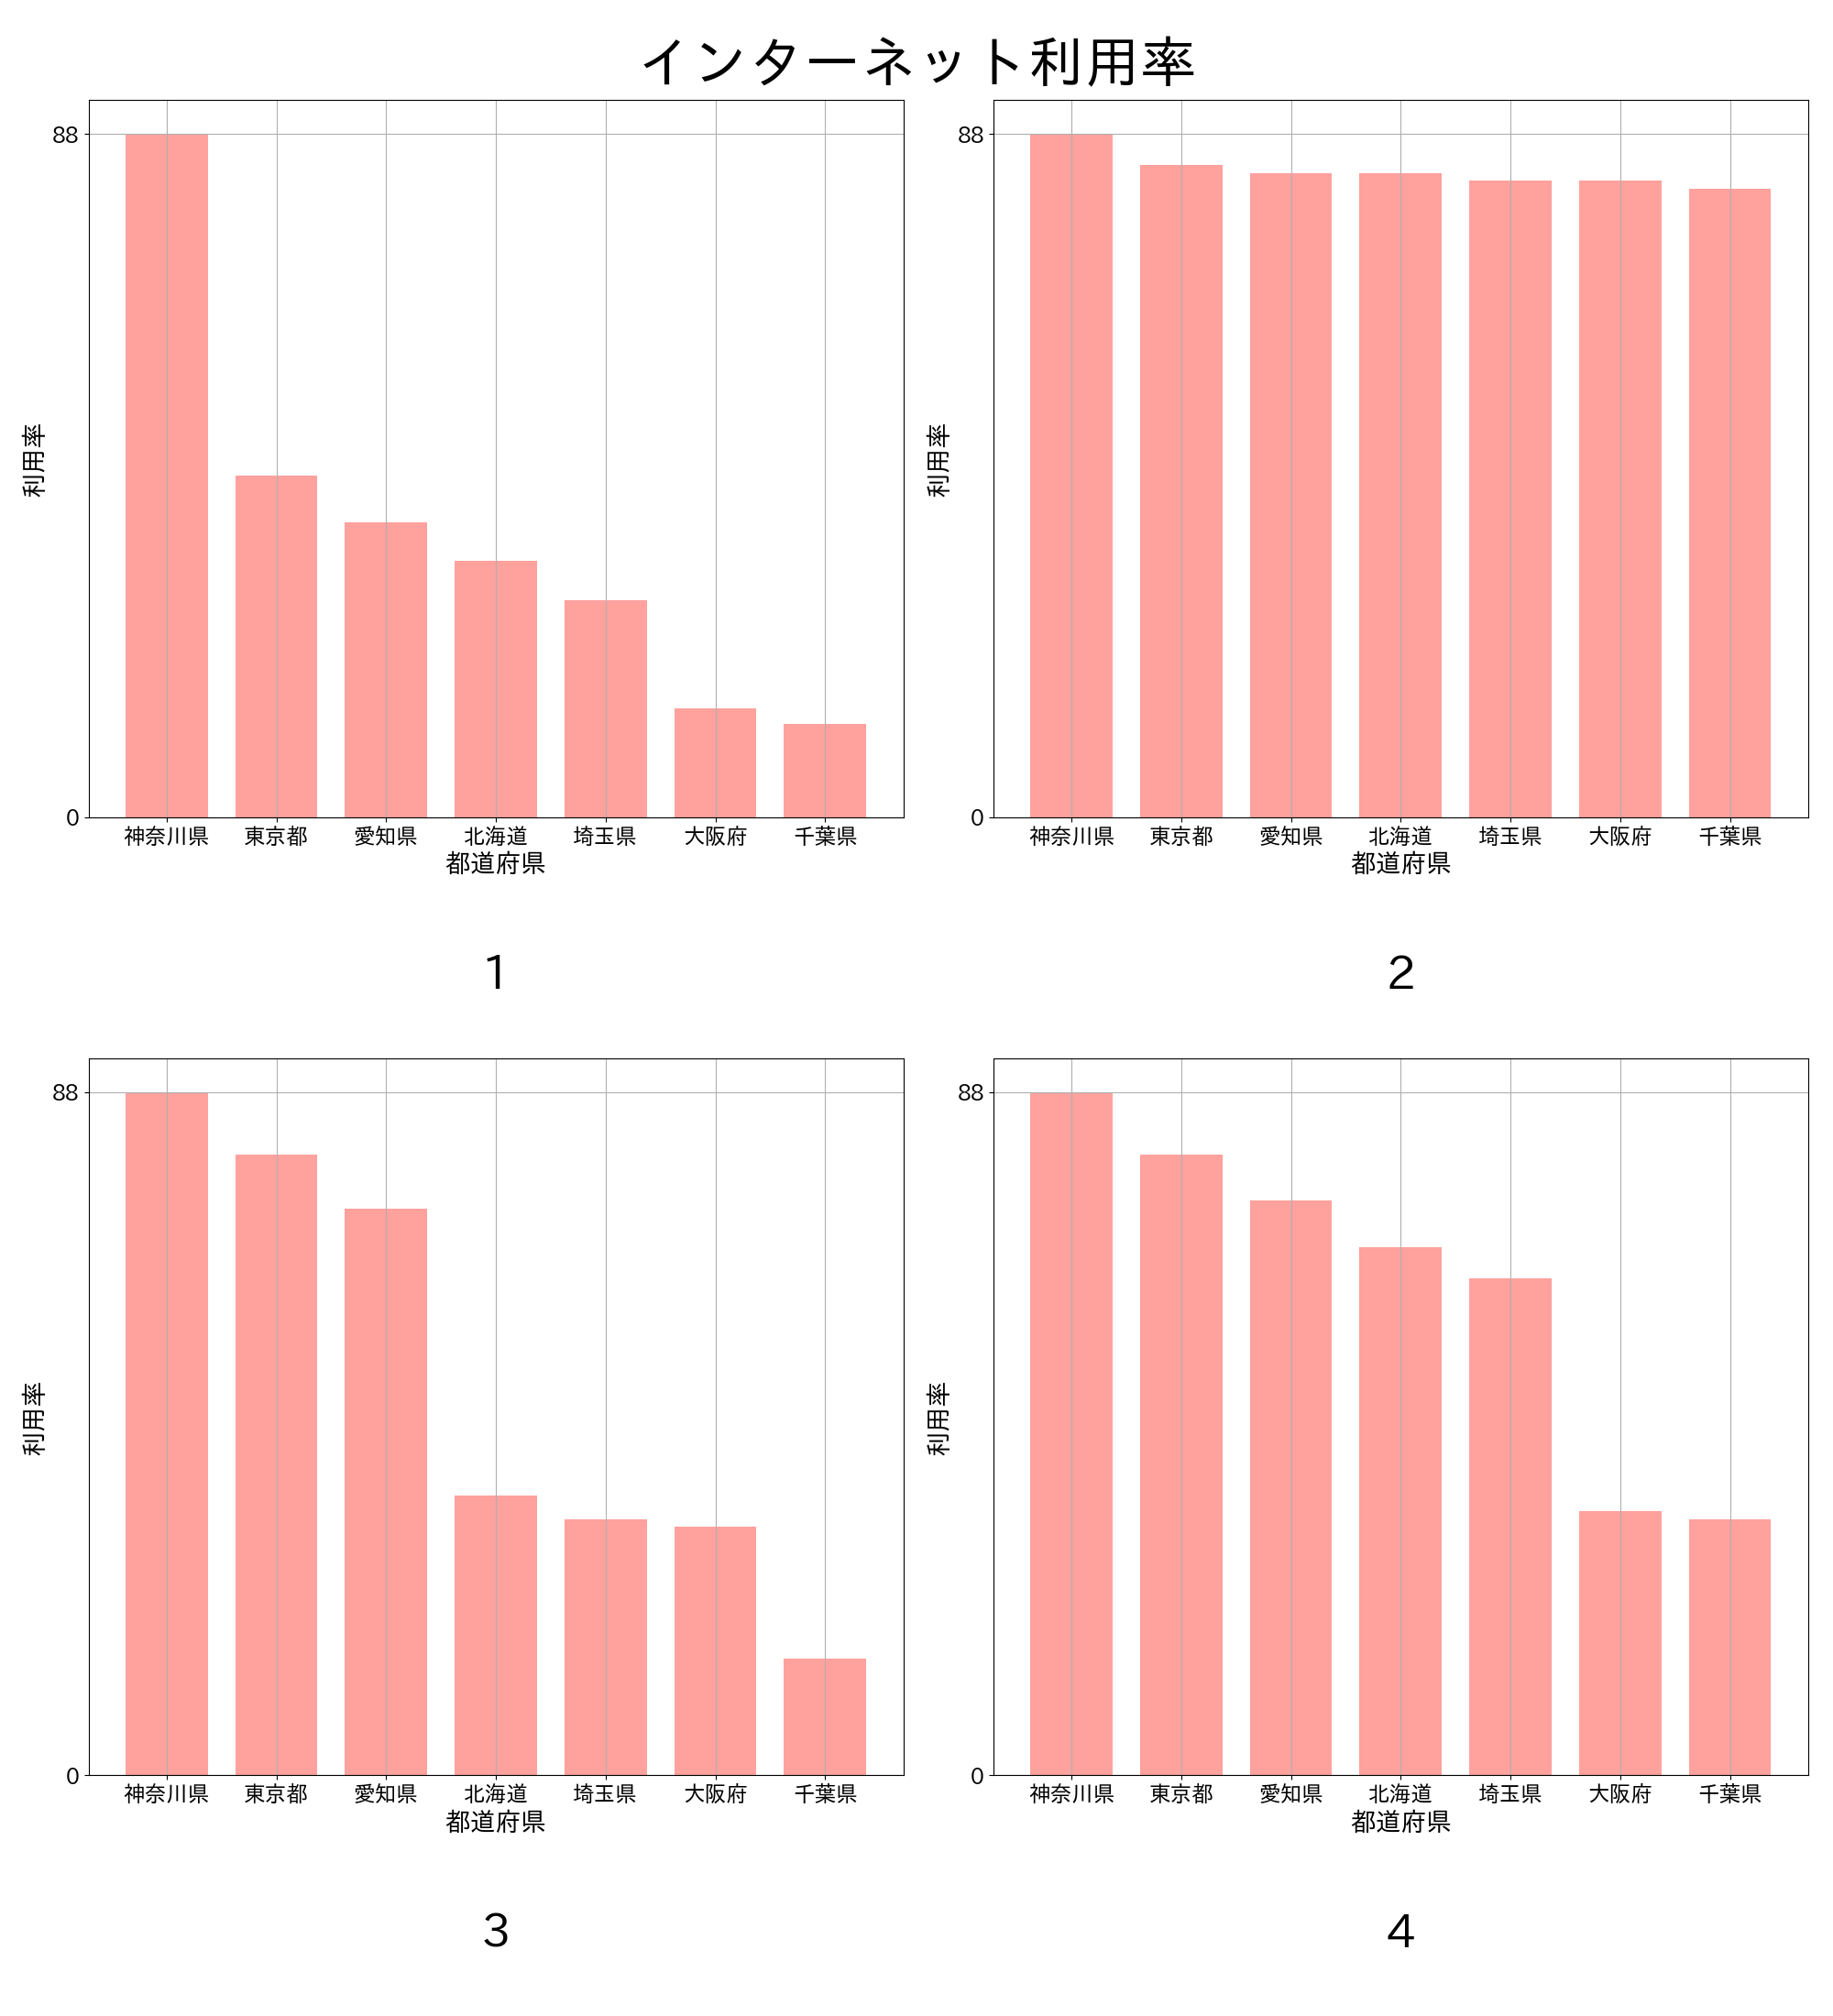 インターネット利用率
88
0
利用率
神奈川県 東京都 愛知県 北海道 埼玉県 大阪府 千葉県
都道府県
1
88
0
利用率
神奈川県 東京都 愛知県 北海道 埼玉県 大阪府 千葉県
都道府県
2
88
0
利用率
神奈川県 東京都 愛知県 北海道 埼玉県 大阪府 千葉県
都道府県
3
88
0
利用率
神奈川県 東京都 愛知県 北海道 埼玉県 大阪府 千葉県
都道府県
4